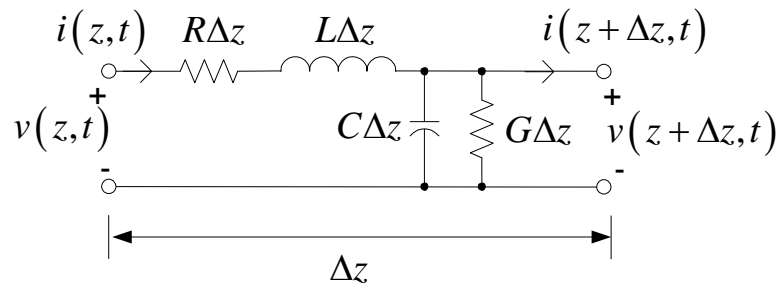 i(z,t) RΔz LΔz i(z + Δz,t)
+ +
v(z,t) CΔz GΔz v(z + Δz,t)
- -
Δz